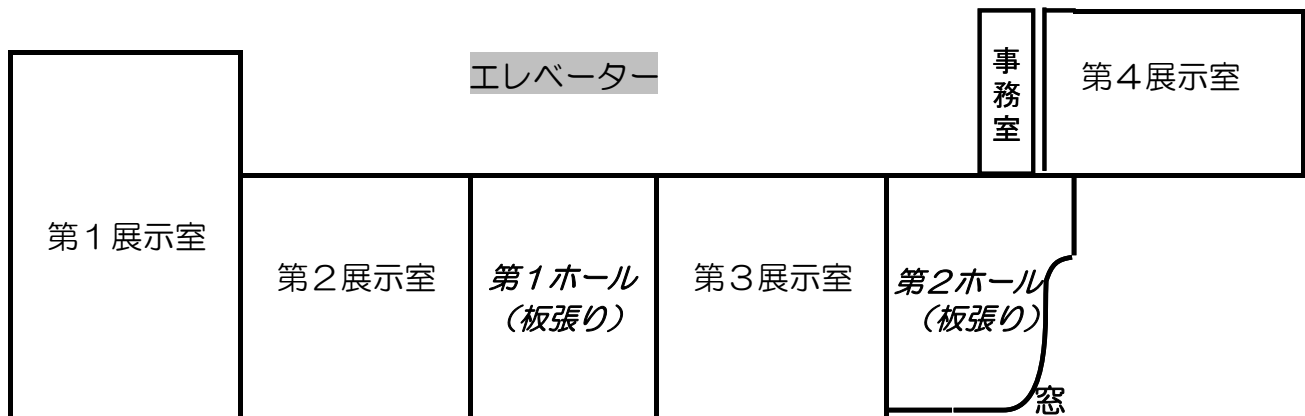 エレベーター
事務室
第4展示室
第1展示室
第2展示室
第1ホール
(板張り)
第3展示室
第2ホール
(板張り)
窓